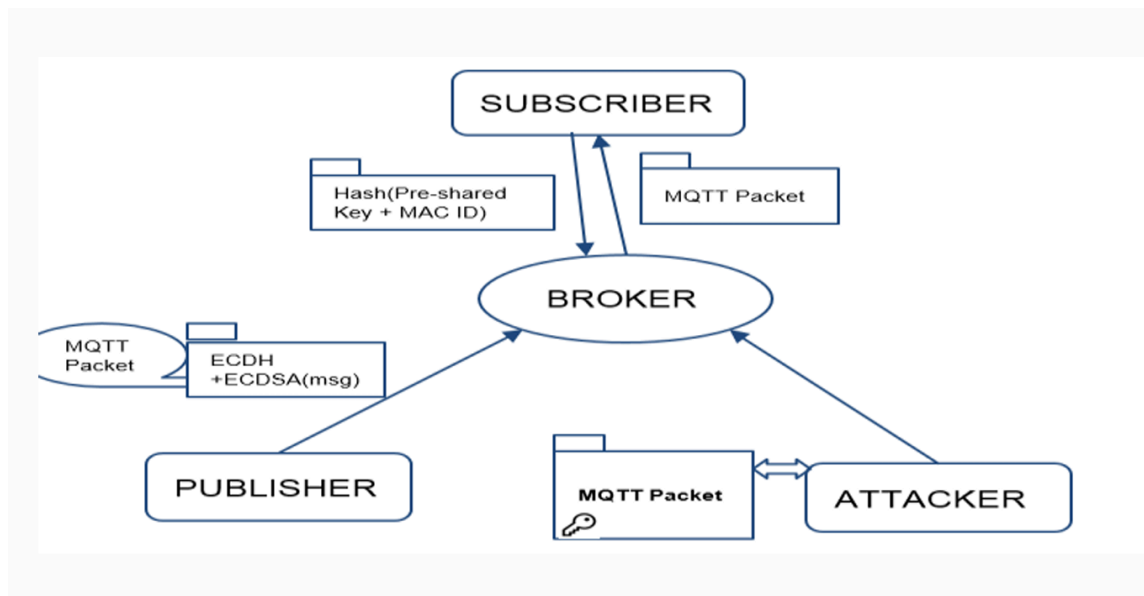 SUBSCRIBER
Hash(Pre-shared
Key + MAC ID)
MQTT Packet
BROKER
MQTT
Packet
ECDH
+ECDSA(msg)
PUBLISHER
MQTT Packet
ATTACKER